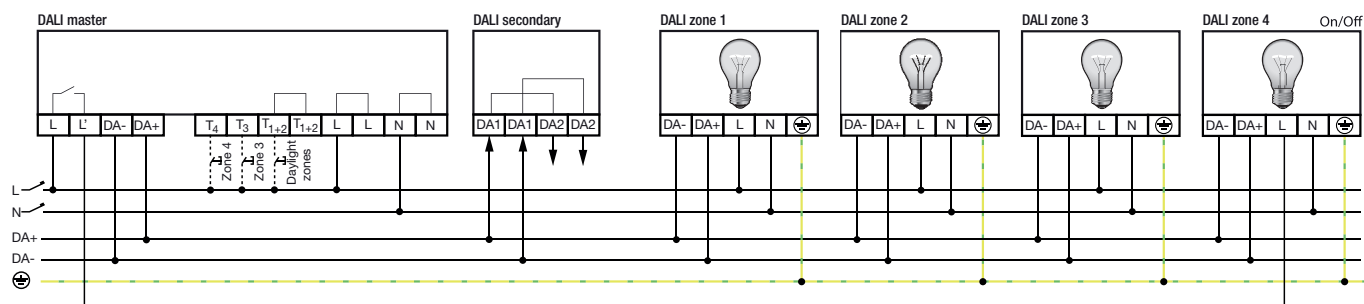 DALI master
DALI secondary
DALI zone 1
DALI zone 2
DALI zone 3
DALI zone 4 On/Off
L L' DA- DA+ T4 T3 T1+2 T1+2 L L N N
DA1 DA1 DA2 DA2
DA- DA+ L N
DA- DA+ L N
DA- DA+ L N
DA- DA+ L N
Zone 4
Zone 3
Daylight
zones
L
N
DA+
DA-